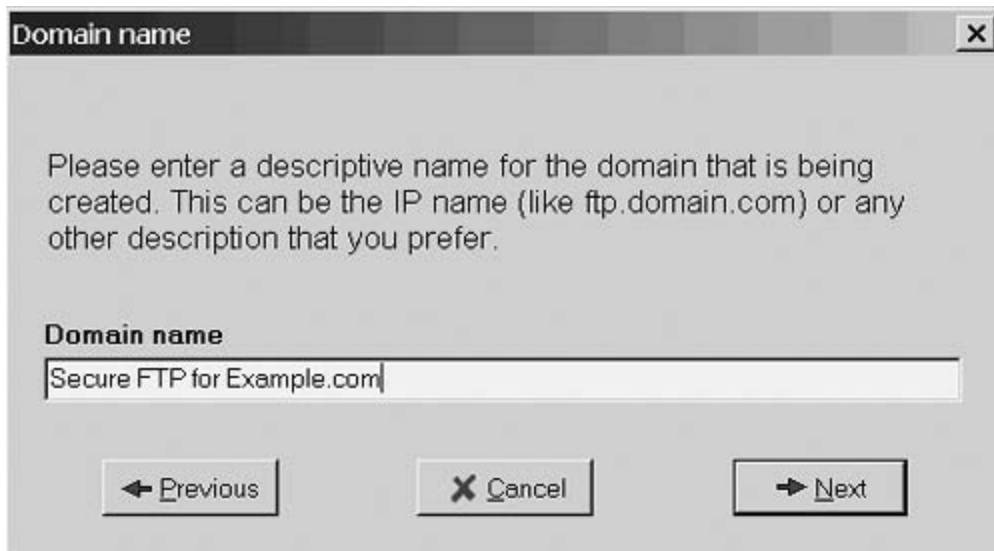 Domain name
Please enter a descriptive name for the domain that is being
created. This can be the IP name (like ftp.domain.com) or any
other description that you prefer.
Domain name
Secure FTP for Example.com
Previous
Cancel
Next